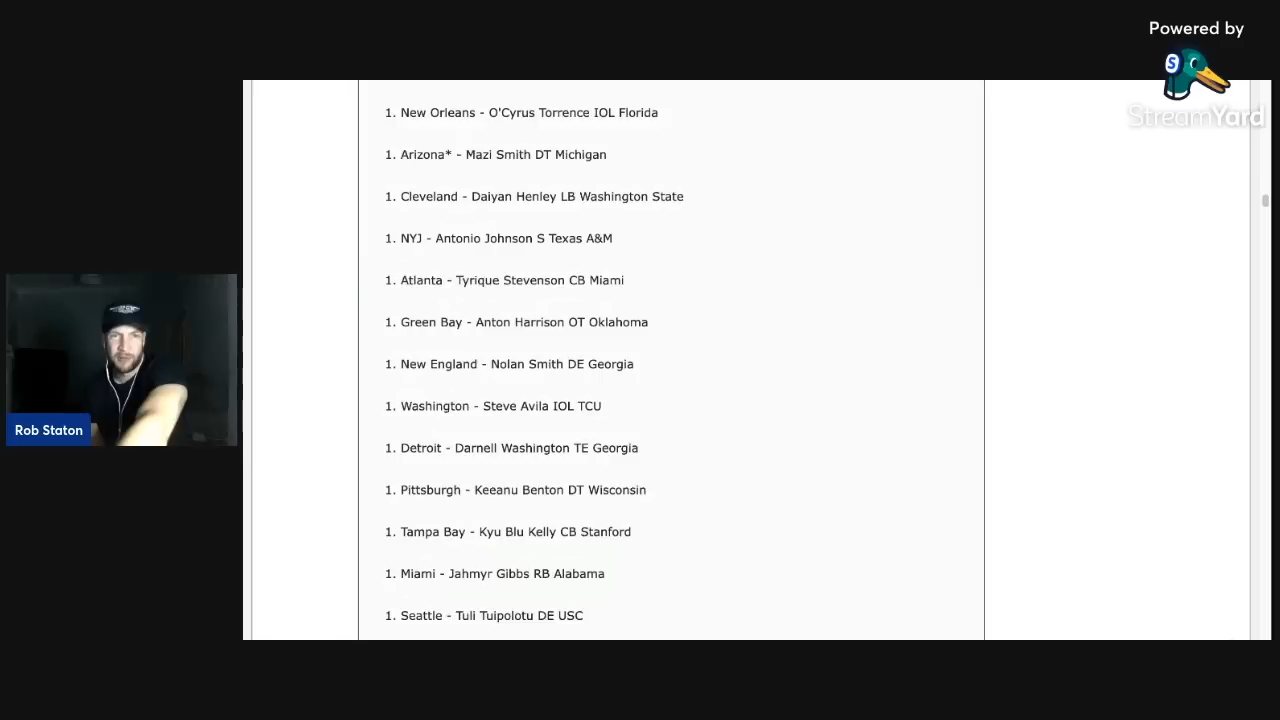 Powered by
S
StreamYard
1. New Orleans - O'Cyrus Torrence IOL Florida
1. Arizona* - Mazi Smith DT Michigan
1. Cleveland - Daiyan Henley LB Washington State
1. NYJ - Antonio Johnson S Texas A&M
1. Atlanta - Tyrique Stevenson CB Miami
1. Green Bay - Anton Harrison OT Oklahoma
1. New England - Nolan Smith DE Georgia
1. Washington - Steve Avila IOL TCU
1. Detroit - Darnell Washington TE Georgia
1. Pittsburgh - Keeanu Benton DT Wisconsin
1. Tampa Bay - Kyu Blu Kelly CB Stanford
1. Miami - Jahmyr Gibbs RB Alabama
1. Seattle - Tuli Tuipolotu DE USC
Rob Staton